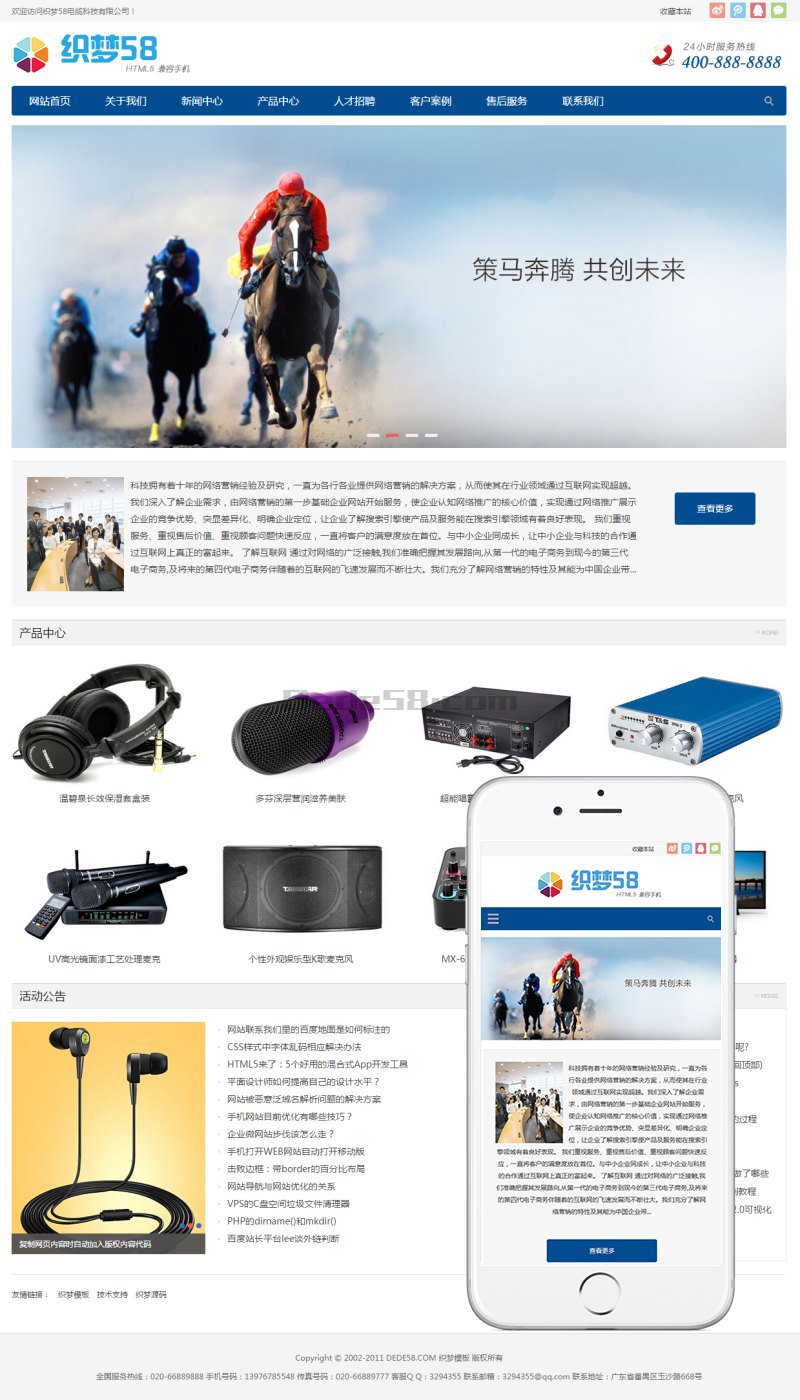 欢迎访问织梦58电缆科技有限公司！
收藏本站
织梦58
HTML5 兼容手机
24小时服务热线
400-888-8888
网站首页 关于我们 新闻中心 产品中心 人才招聘 客户案例 售后服务 联系我们
策马奔腾 共创未来
科技拥有着十年的网络营销经验及研究，一直为各行各业提供网络营销的解决方案，从而使其在行业领域通过互联网实现超越。
我们深入了解企业需求，由网络营销的第一步基础企业网站开始服务，使企业认知网络推广的核心价值，实现通过网络推广展示
企业的竞争优势、突显差异化、明确企业定位，让企业了解搜索引擎使产品及服务能在搜索引擎领域有着良好表现。 我们重视
服务、重视售后价值、重视顾客问题快速反应，一直将客户的满意度放在首位。与中小企业同成长，让中小企业与科技的合作通
过互联网上真正的富起来。 了解互联网 通过对网络的广泛接触,我们准确把握其发展路向,从第一代的电子商务到现今的第三代
电子商务,及将来的第四代电子商务伴随着的互联网的飞速发展而不断壮大。我们充分了解网络营销的特性及其能为中国企业带...
查看更多
产品中心
>> MORE
Dede58.com
温碧泉长效保湿套盒装
多芬深层营润滋养美肤
超能唱
克风
UV高光镜面漆工艺处理麦克
TAKSTAR
个性外观娱乐型K歌麦克风
MX-6
器
活动公告
>> MORE
网站联系我们里的百度地图是如何标注的
CSS样式中字体乱码相应解决办法
HTML5来了：5个好用的混合式App开发工具
平面设计师如何提高自己的设计水平？
网站被恶意泛域名解析问题的解决方案
手机网站目前优化有哪些技巧？
企业做网站步伐该怎么走？
手机打开WEB网站自动打开移动版
击败边框：带border的百分比布局
网站导航与网站优化的关系
VPS的C盘空间垃圾文件清理器
PHP的dirname()和mkdir()
百度站长平台lee谈外链判断
复制网页内容时自动加入版权内容代码
呢?
回顶部)
s
的过程
做了哪些
制教程
2.0可视化
收藏本站
织梦58
HTML5 兼容手机
策马奔腾 共创未来
科技拥有着十年的网络营销经验及研究，一直为各
行各业提供网络营销的解决方案，从而使其在行业
领域通过互联网实现超越。我们深入了解企业需
求，由网络营销的第一步基础企业网站开始服务，
使企业认知网络推广的核心价值，实现通过网络推
广展示企业的竞争优势、突显差异化、明确企业定
位，让企业了解搜索引擎使产品及服务能在搜索引
擎领域有着良好表现。 我们重视服务、重视售后价值、重视顾客问题快速反
应，一直将客户的满意度放在首位。与中小企业同成长，让中小企业与科技
的合作通过互联网上真正的富起来。 了解互联网 通过对网络的广泛接触,我
们准确把握其发展路向,从第一代的电子商务到现今的第三代电子商务,及将来
的第四代电子商务伴随着的互联网的飞速发展而不断壮大。我们充分了解网
络营销的特性及其能为中国企业带...
查看更多
友情链接： 织梦模板 技术支持 织梦源码
Copyright © 2002-2011 DEDE58.COM 织梦模板 版权所有
全国服务热线：020-66889888 手机号码：13976785548 传真号码：020-66889777 客服Q Q：3294355 联系邮箱：3294355@qq.com 联系地址：广东省番禺区玉沙路668号